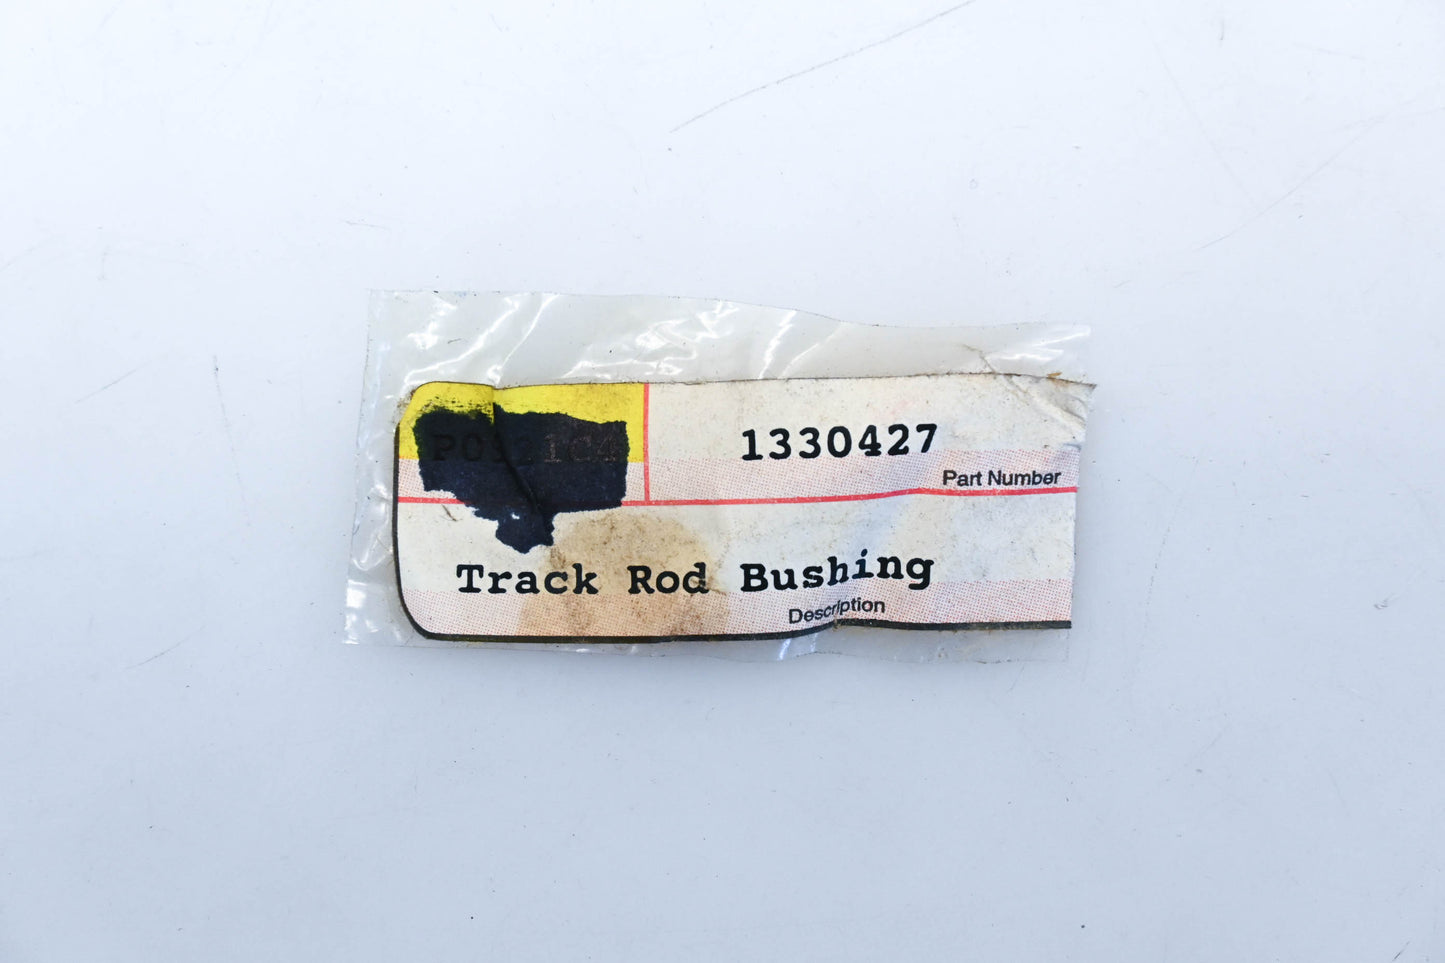 1330427
Part Number
Track Rod Bushing
Description